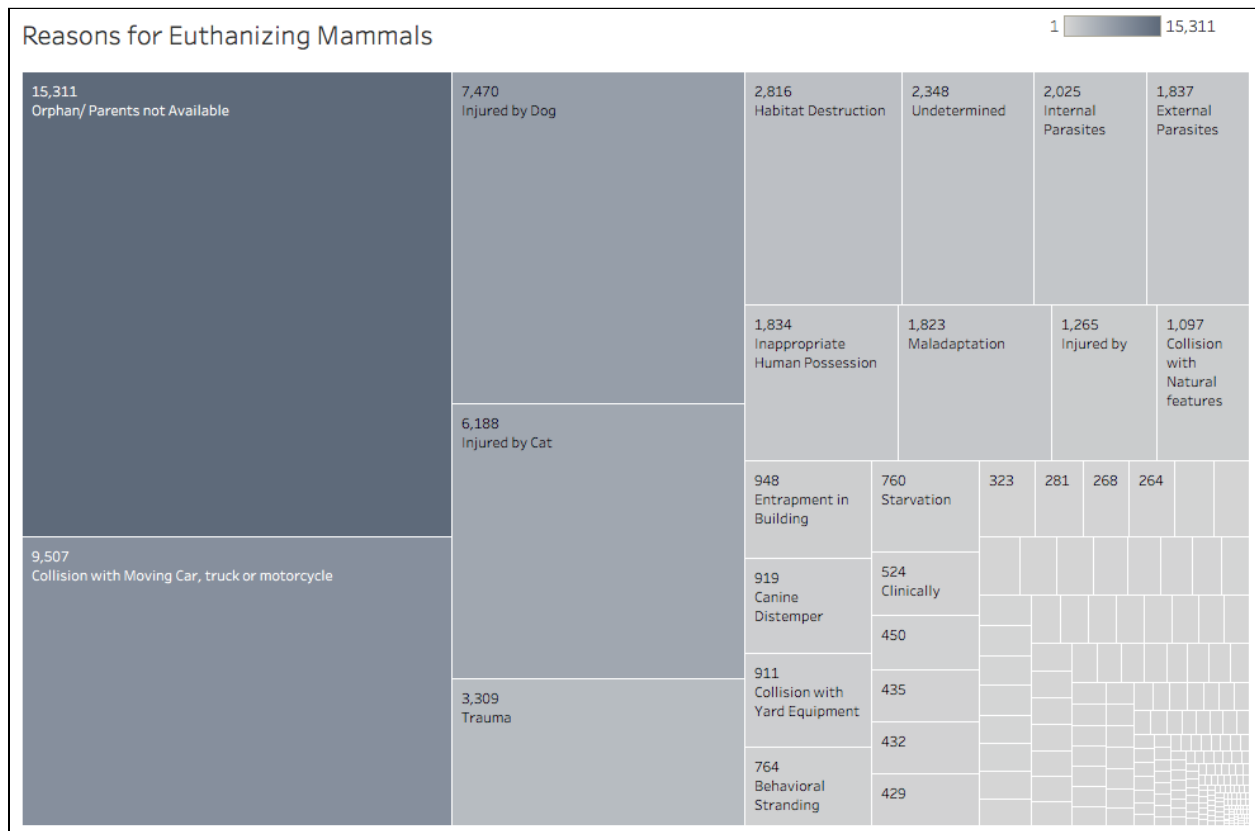 Reasons for Euthanizing Mammals
1 15,311
15,311
Orphan/ Parents not Available
9,507
Collision with Moving Car, truck or motorcycle
7,470
Injured by Dog
6,188
Injured by Cat
3,309
Trauma
2,816
Habitat Destruction
2,348
Undetermined
2,025
Internal
Parasites
1,837
External
Parasites
1,834
Inappropriate
Human Possession
1,823
Maladaptation
1,265
Injured by
1,097
Collision
with
Natural
features
948
Entrapment in
Building
919
Canine
Distemper
911
Collision with
Yard Equipment
764
Behavioral
Stranding
760
Starvation
524
Clinically
450
435
432
429
323
281
268
264